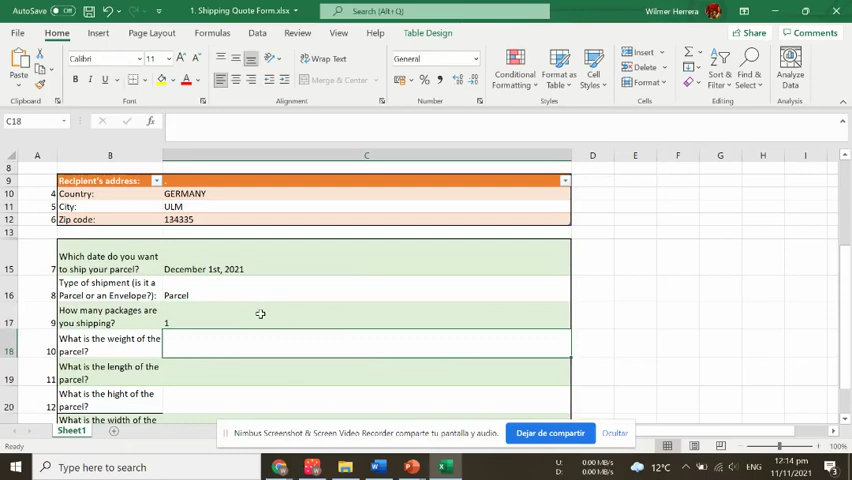 AutoSave Off 1. Shipping Quote Form.xlsx Search (Alt+Q) Wilmer Herrera
File Home Insert Page Layout Formulas Data Review View Help Table Design Share Comments
Paste Calibri 11 A A Wrap Text General Conditional Formatting Format as Table Cell Styles Insert Delete Format Sort & Filter Find & Select Analyze Data
B I U Merge & Center $ %
Clipboard Font Alignment Number Styles Cells Editing Analysis
C18 fx
A B C D E F G H I
8
9 Recipient's address: .
10 4 Country: GERMANY
11 5 City: ULM
12 6 Zip code: 134335
13
Which date do you want
15 7 to ship your parcel? December 1st, 2021
Type of shipment (is it a
16 8 Parcel or an Envelope?): Parcel
How many packages are
17 9 you shipping? 1
What is the weight of the
18 10 parcel?
What is the length of the
19 11 parcel?
What is the hight of the
20 12 parcel?
What is the width of the
Sheet1
Nimbus Screenshot & Screen Video Recorder comparte tu pantalla y audio. Dejar de compartir Ocultar
Ready 100%
Type here to search U: 0.00 MB/s D: 0.00 MB/s 12°C ENG 12:14 pm 11/11/2021 3